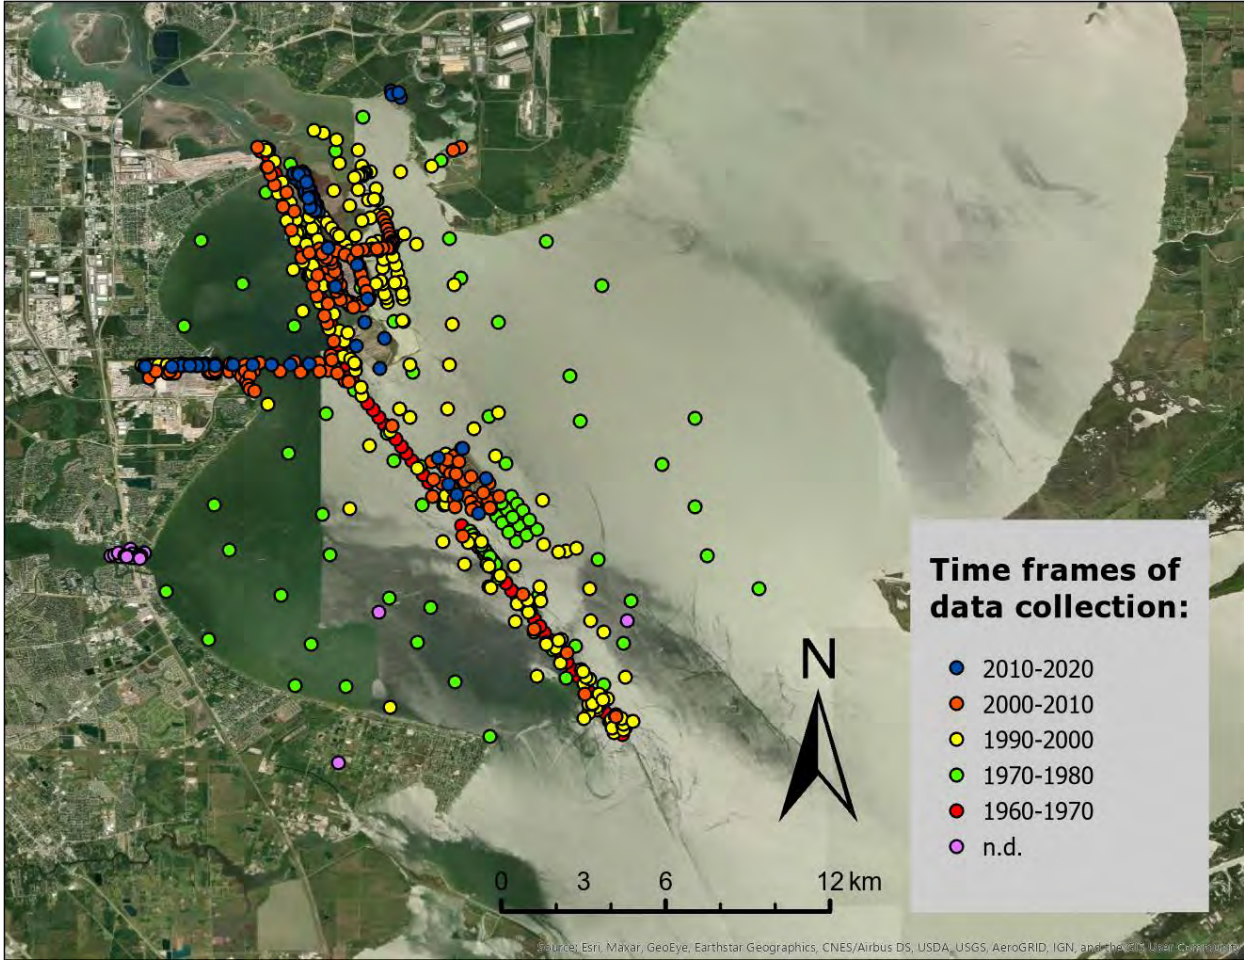 Time frames of
data collection:
2010-2020
2000-2010
1990-2000
1970-1980
1960-1970
n.d.
N
0 3 6 12 km
Source: Esri, Maxar, GeoEye, Earthstar Geographics, CNES/Airbus DS, USDA, USGS, AeroGRID, IGN, and the GIS User Community